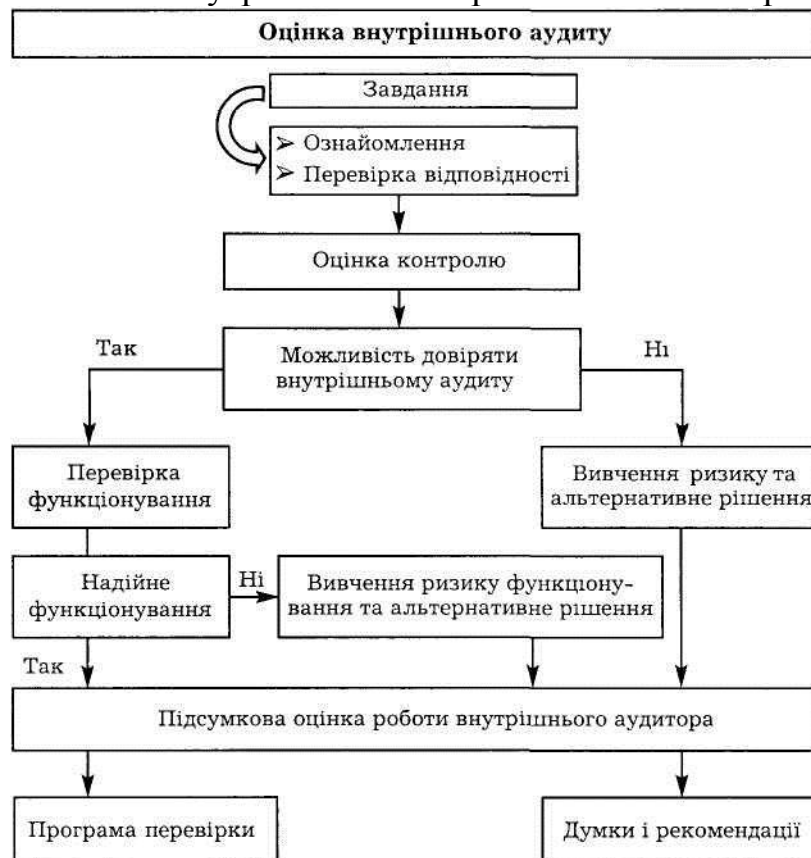 Оцінка внутрішнього аудиту
Завдання
➢ Ознайомлення
➢ Перевірка відповідності
Оцінка контролю
Так
Можливість довіряти
внутрішньому аудиту
Ні
Перевірка
функціонування
Вивчення ризику та
альтернативне рішення
Надійне
функціонування
Ні
Вивчення ризику функціону-
вання та альтернативне рішення
Так
Підсумкова оцінка роботи внутрішнього аудитора
Програма перевірки
Думки і рекомендації